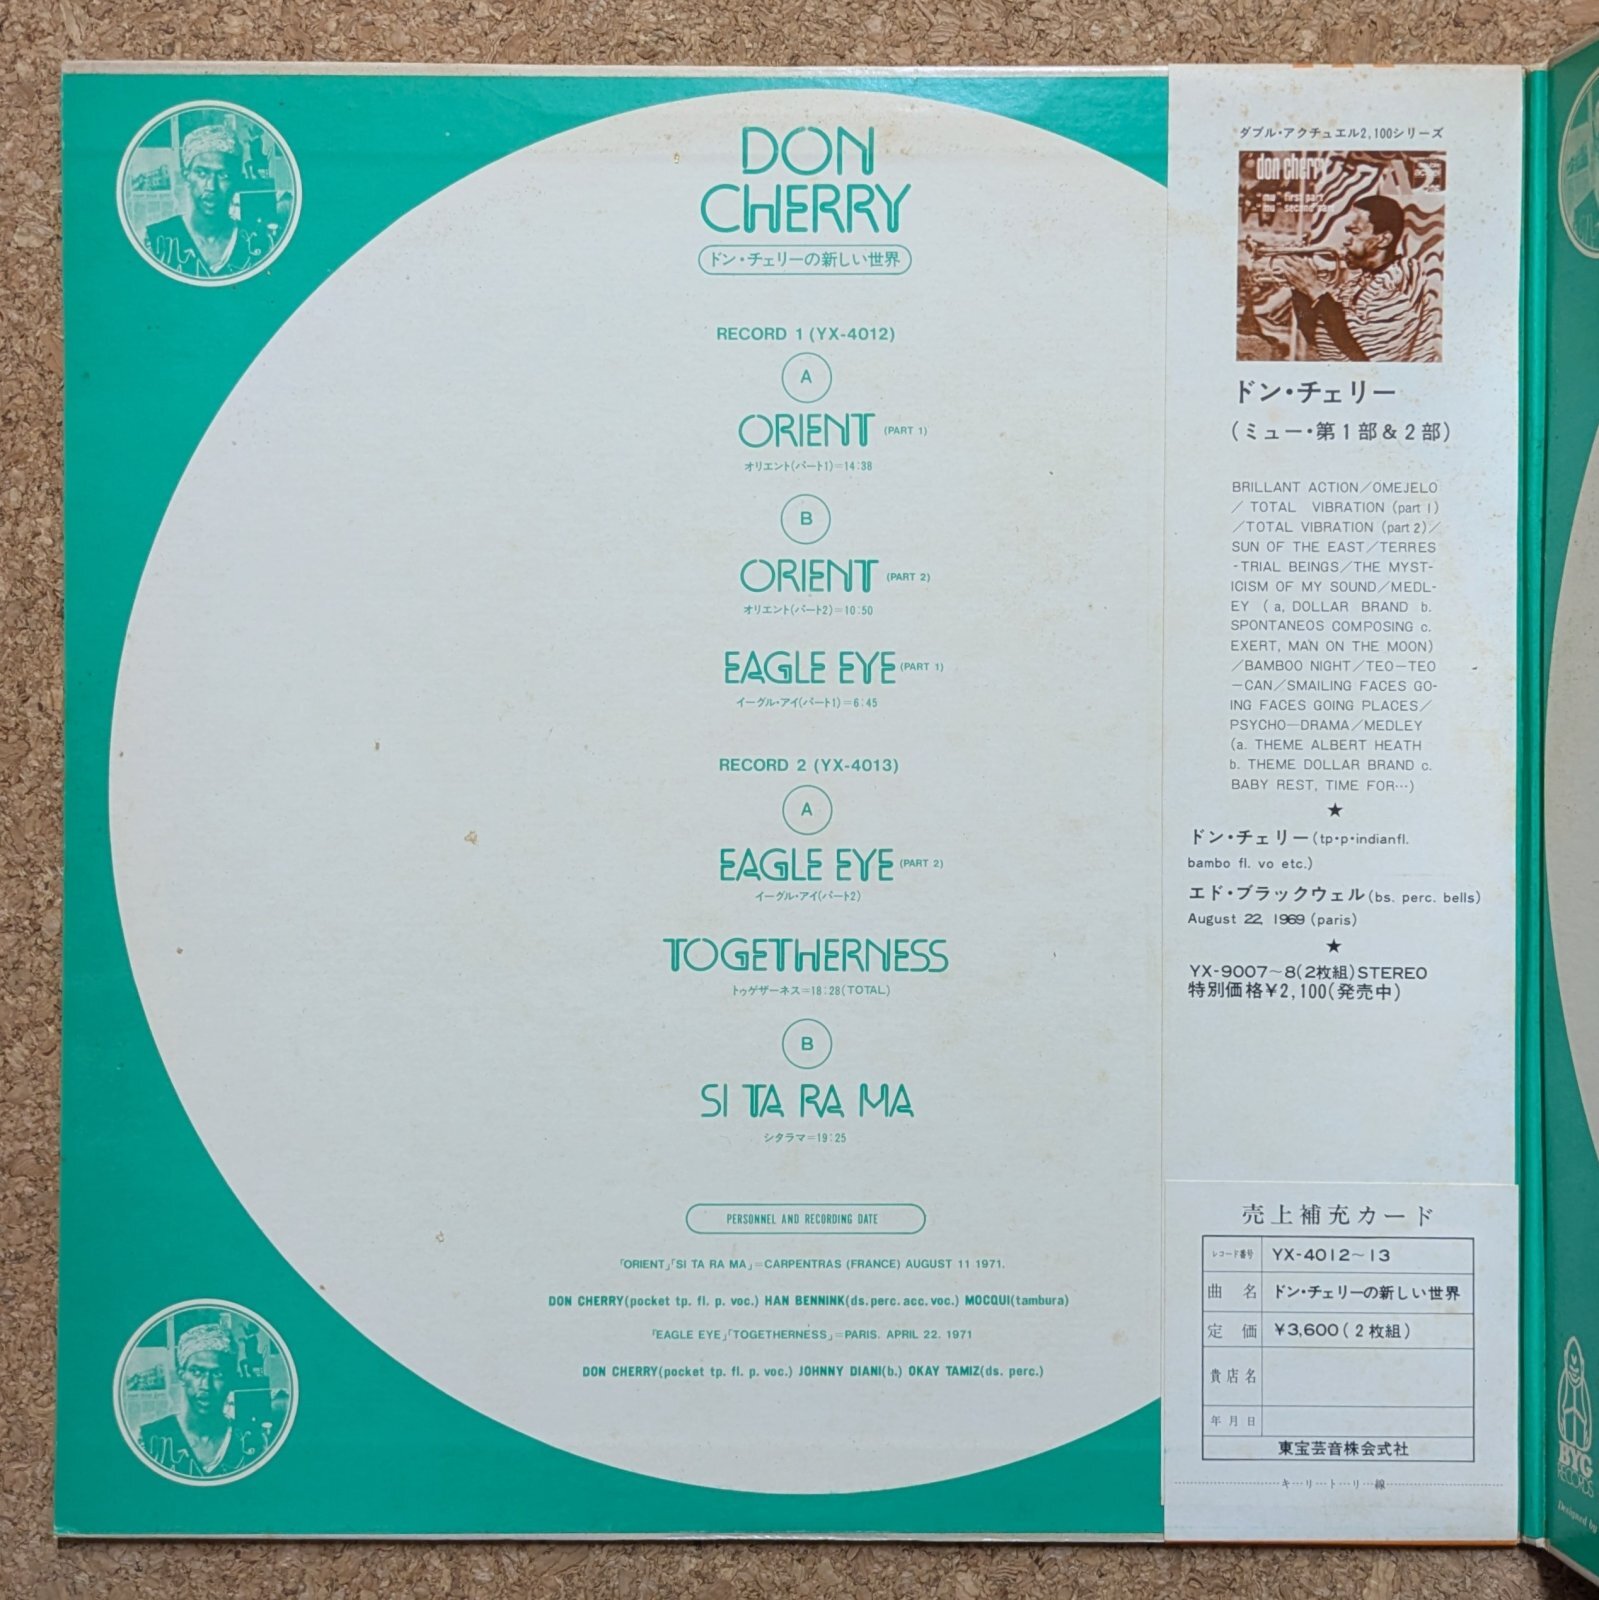 DON
CHERRY
ドン・チェリーの新しい世界
RECORD 1 (YX-4012)
A
ORIENT (PART 1)
オリエント(パート1)=14:38
B
ORIENT (PART 2)
オリエント(パート2)=10:50
EAGLE EYE (PART 1)
イーグル・アイ(パート1)=6:45
RECORD 2 (YX-4013)
A
EAGLE EYE (PART 2)
イーグル・アイ(パート2)
TOGETHERNESS
トゥゲザーネス=18:28(TOTAL)
B
SI TA RA MA
シタラマ=19:25
PERSONNEL AND RECORDING DATE
「ORIENT」「SI TA RA MA」=CARPENTRAS (FRANCE) AUGUST 11 1971.
DON CHERRY(pocket tp. fl. p. voc.) HAN BENNINK(ds.perc.acc.voc.) MOCQUI(tambura)
「EAGLE EYE」「TOGETHERNESS」=PARIS. APRIL 22. 1971
DON CHERRY(pocket tp. fl. p. voc.) JOHNNY DIANI(b.) OKAY TAMIZ(ds. perc.)
ダブル・アクチュエル2,100シリーズ
don cherry
"mu" first part
"mu" second part
ドン・チェリー
(ミュー・第1部&2部)
BRILLANT ACTION/OMEJELO
/ TOTAL VIBRATION (part 1)
/TOTAL VIBRATION (part 2)/
SUN OF THE EAST/TERRES
-TRIAL BEINGS/THE MYST-
ICISM OF MY SOUND/MEDL-
EY ( a, DOLLAR BRAND b.
SPONTANEOS COMPOSING c.
EXERT, MAN ON THE MOON)
/BAMBOO NIGHT/TEO-TEO
-CAN/SMAILING FACES GO-
ING FACES GOING PLACES/
PSYCHO-DRAMA/MEDLEY
(a. THEME ALBERT HEATH
b. THEME DOLLAR BRAND c.
BABY REST, TIME FOR…)
★
ドン・チェリー(tp・p・indianfl.
bambo fl. vo etc.)
エド・ブラックウェル(bs. perc. bells)
August 22, 1969 (paris)
★
YX-9007~8(2枚組)STEREO
特別価格¥2,100(発売中)
売上補充カード
レコード番号 YX-4012~13
曲名 ドン・チェリーの新しい世界
定価 ¥3,600(2枚組)
貴店名
年月日
東宝芸音株会式社
キ…リ…ト…リ…線
BYG
RECORDS
Designed by